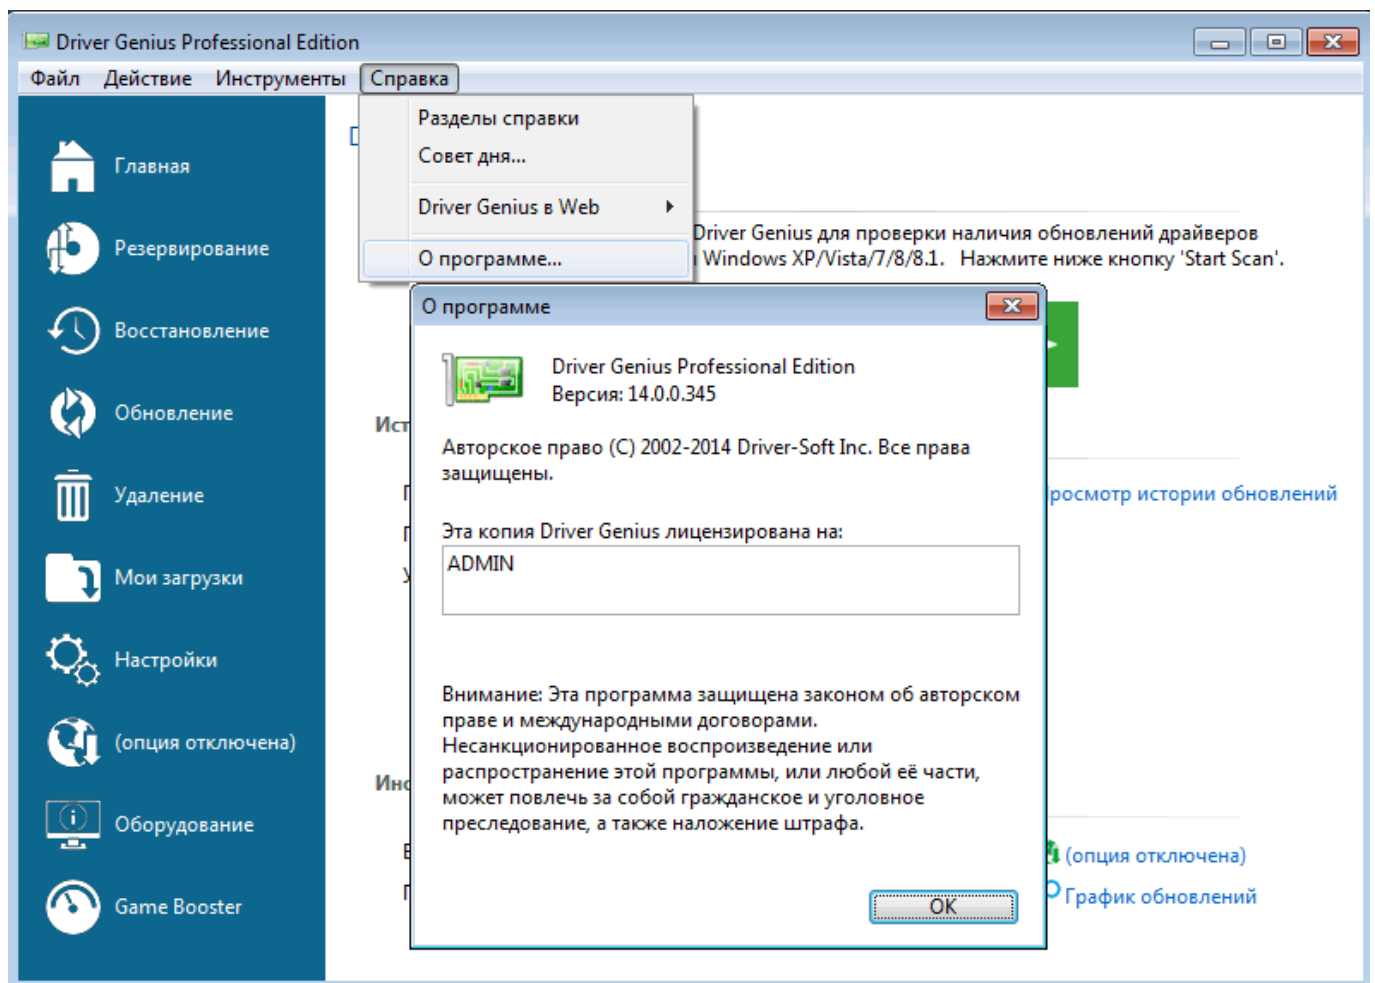 Driver Genius Professional Edition
Файл Действие Инструменты Справка
Разделы справки
Совет дня...
Driver Genius в Web
О программе...
Главная
Резервирование
Восстановление
Обновление
Удаление
Мои загрузки
Настройки
(опция отключена)
Оборудование
Game Booster
Driver Genius для проверки наличия обновлений драйверов
Windows XP/Vista/7/8/8.1. Нажмите ниже кнопку 'Start Scan'.
О программе
Driver Genius Professional Edition
Версия: 14.0.0.345
Авторское право (C) 2002-2014 Driver-Soft Inc. Все права
защищены.
Эта копия Driver Genius лицензирована на:
ADMIN
Внимание: Эта программа защищена законом об авторском
праве и международными договорами.
Несанкционированное воспроизведение или
распространение этой программы, или любой её части,
может повлечь за собой гражданское и уголовное
преследование, а также наложение штрафа.
OK
росмотр истории обновлений
(опция отключена)
График обновлений